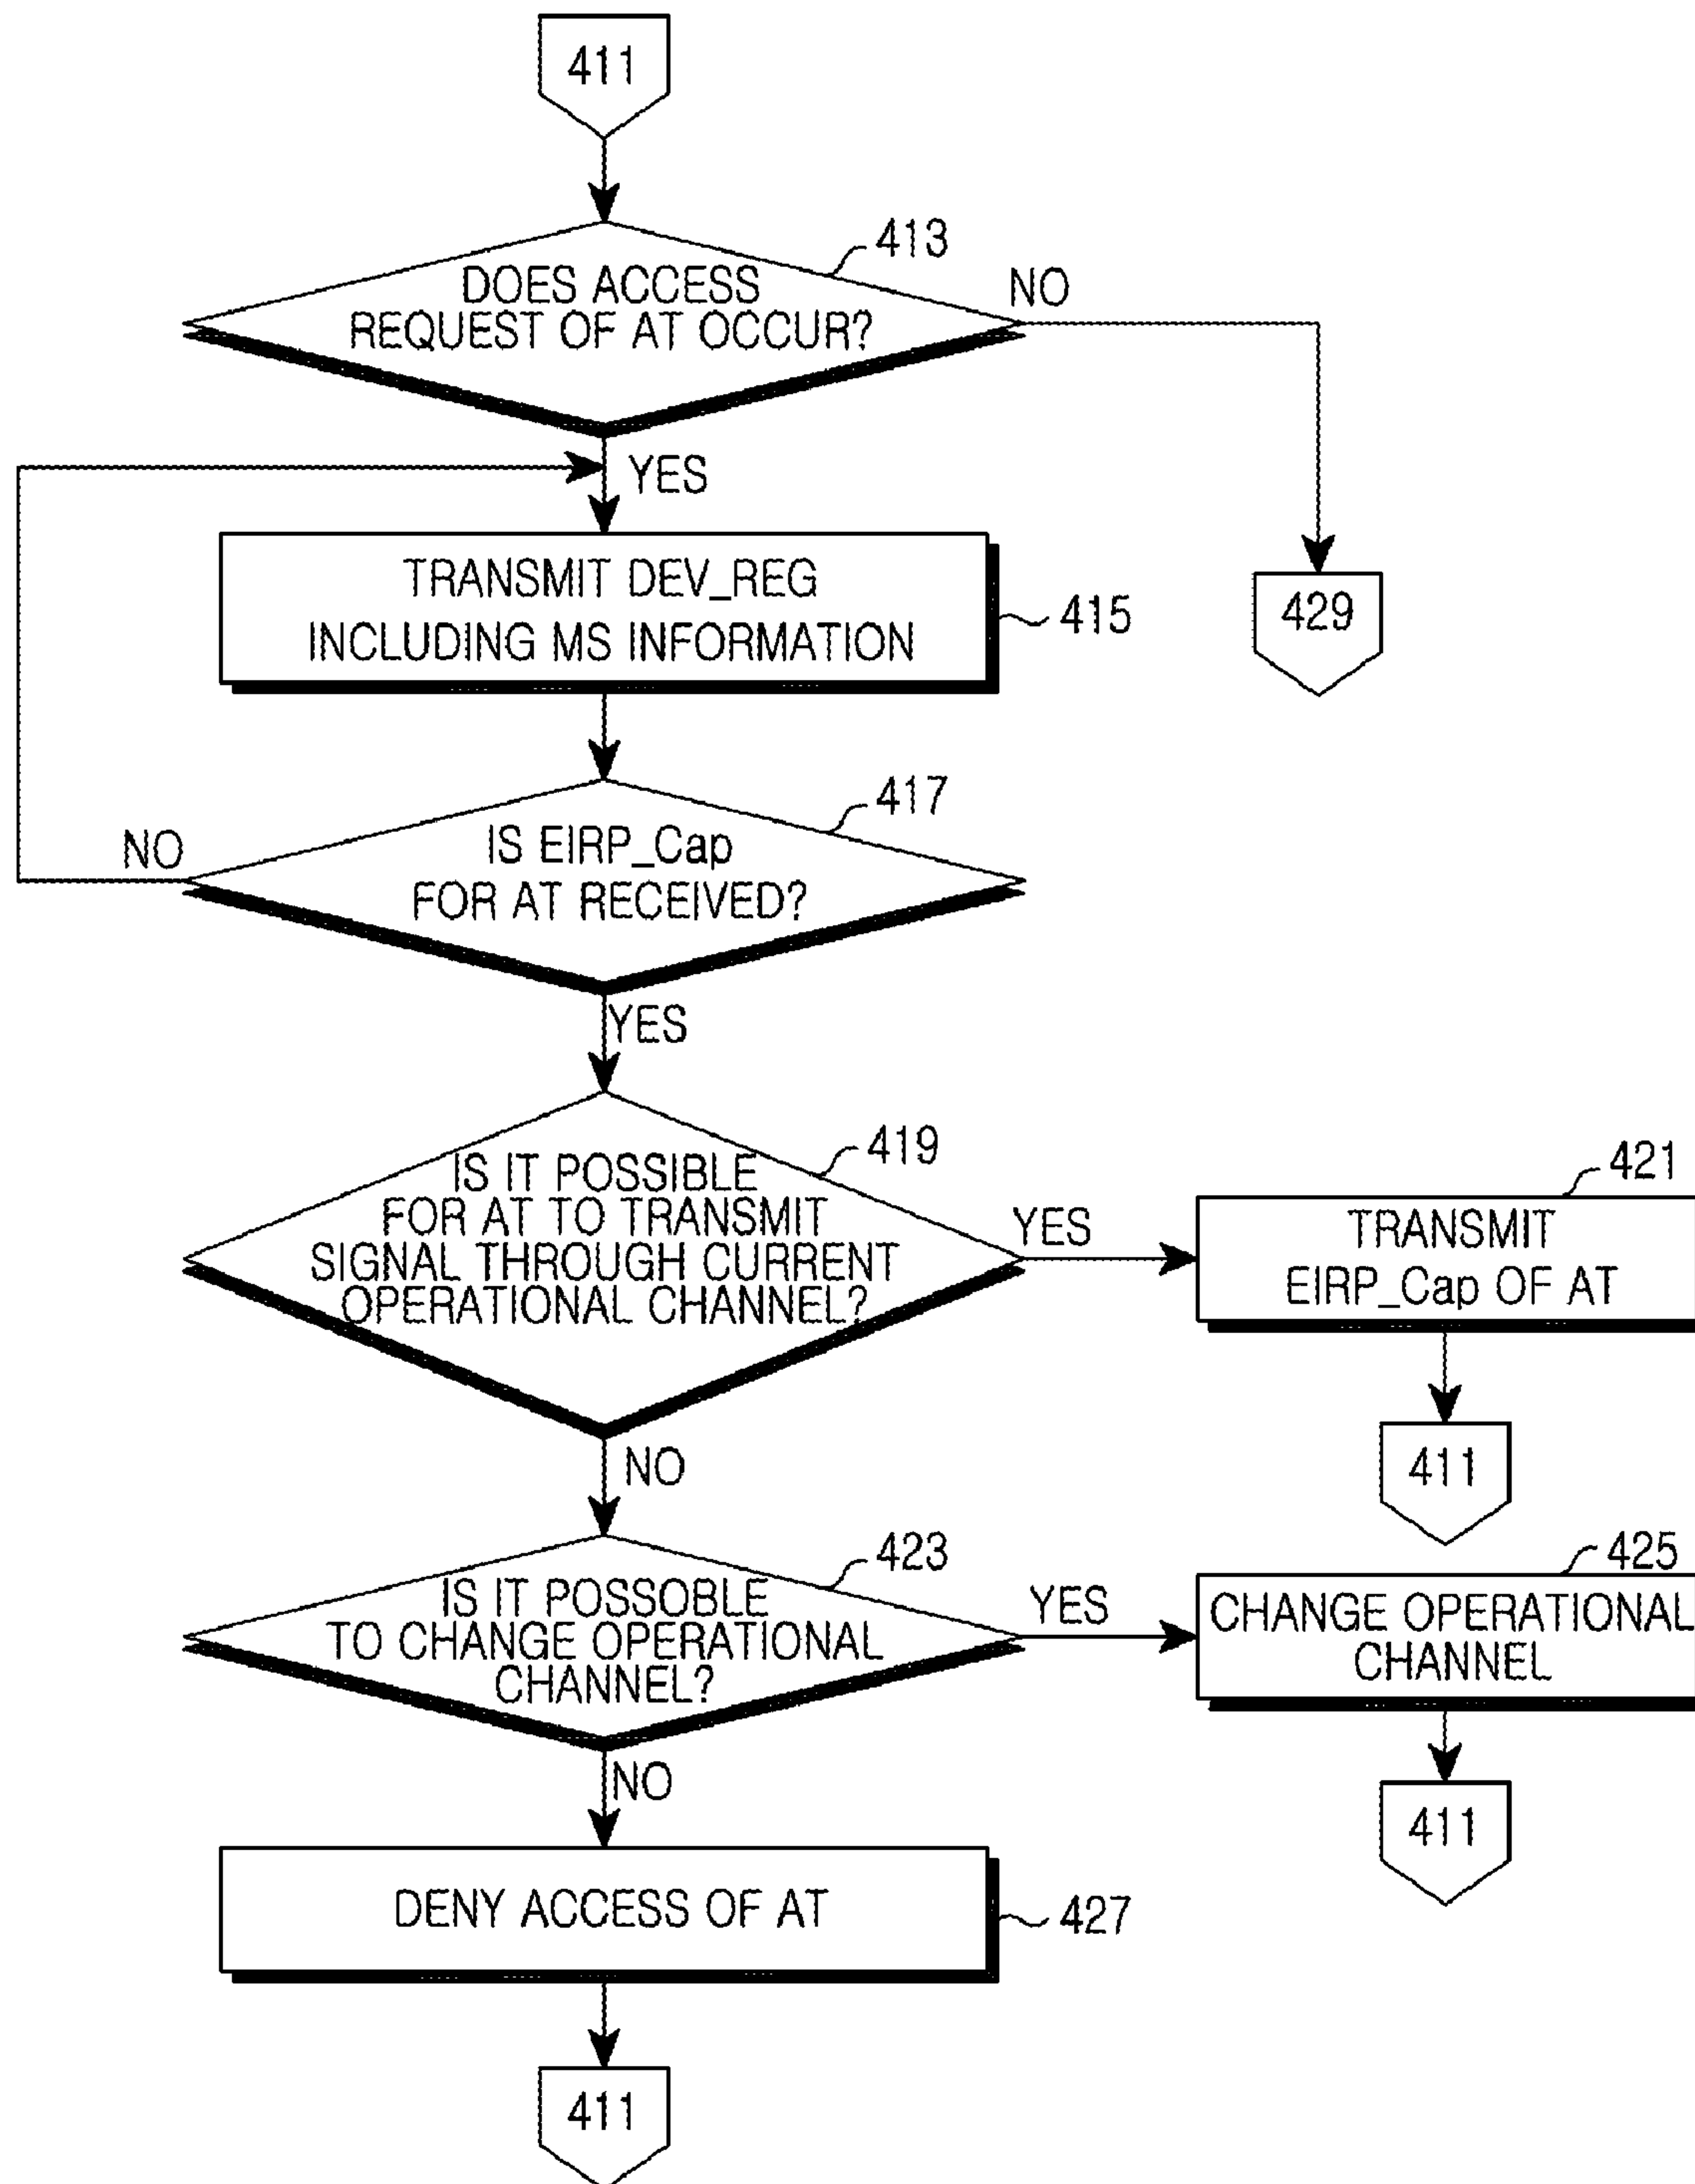 411
413
DOES ACCESS
REQUEST OF AT OCCUR?
NO
YES
TRANSMIT DEV_REG
INCLUDING MS INFORMATION
415
429
417
IS EIRP_Cap
FOR AT RECEIVED?
NO
YES
419
IS IT POSSIBLE
FOR AT TO TRANSMIT
SIGNAL THROUGH CURRENT
OPERATIONAL CHANNEL?
YES
421
TRANSMIT
EIRP_Cap OF AT
411
NO
423
IS IT POSSOBLE
TO CHANGE OPERATIONAL
CHANNEL?
YES
425
CHANGE OPERATIONAL
CHANNEL
411
NO
DENY ACCESS OF AT
427
411